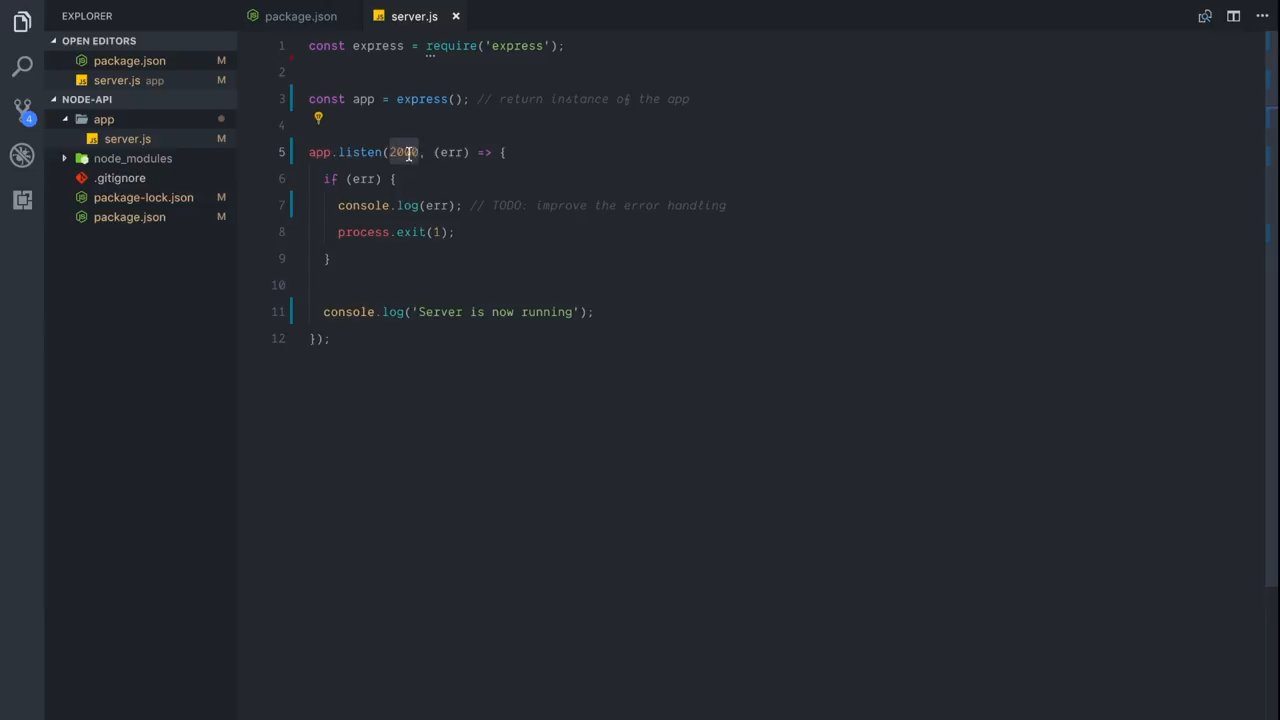 EXPLORER
package.json
server.js
OPEN EDITORS
package.json M
server.js app M
NODE-API
app
server.js M
node_modules
.gitignore
package-lock.json M
package.json M
4
1 const express = require('express');
2
3 const app = express(); // return instance of the app
4
5 app.listen(2000, (err) => {
6 if (err) {
7 console.log(err); // TODO: improve the error handling
8 process.exit(1);
9 }
10
11 console.log('Server is now running');
12 });